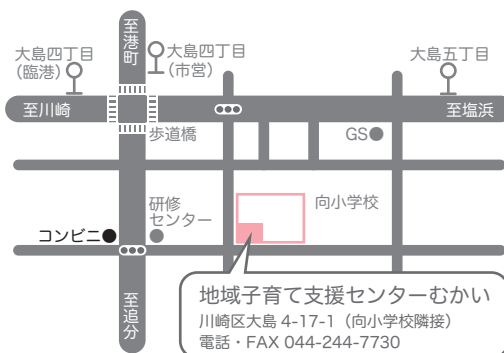 至港町
大島四丁目
(臨港)
大島四丁目
(市営)
大島五丁目
至川崎
至塩浜
歩道橋
GS
研修
センター
向小学校
コンビニ
至追分
地域子育て支援センターむかい
川崎区大島 4-17-1（向小学校隣接）
電話・FAX 044-244-7730